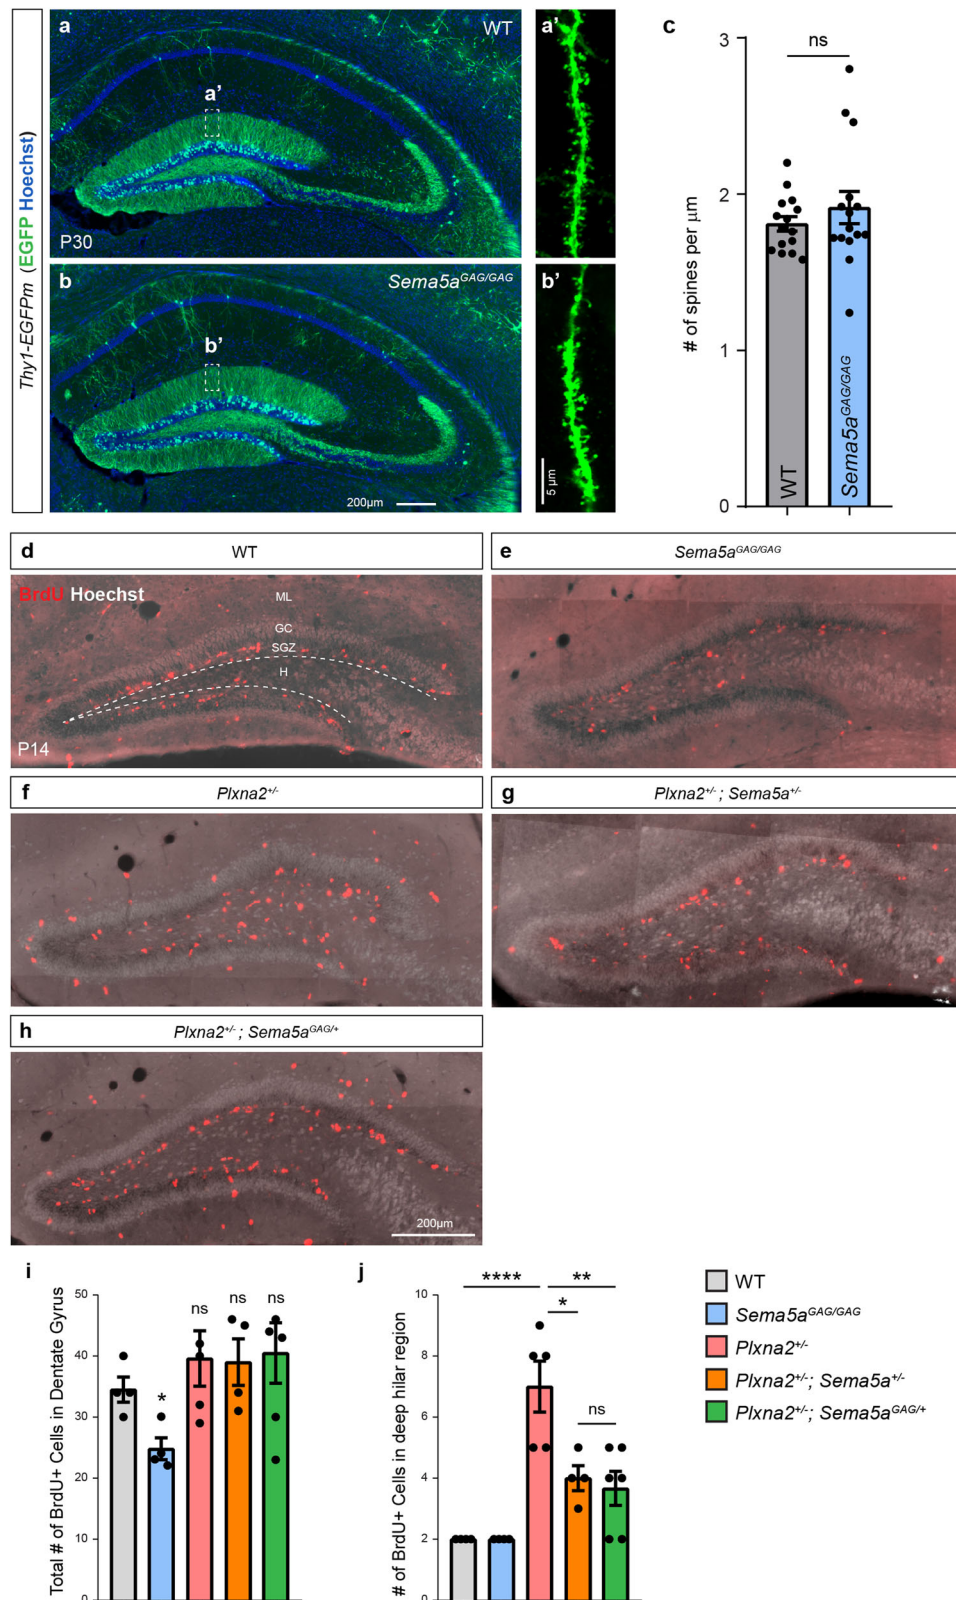 Thy1-EGFPm (EGFP Hoechst)
a
WT
a’
P30
a’
b
Sema5aGAG/GAG
b’
200µm
b’
5 µm
c
ns
3
2
1
0
# of spines per µm
WT
Sema5aGAG/GAG
d
WT
BrdU Hoechst
ML
GC
SGZ
H
P14
e
Sema5aGAG/GAG
f
Plxna2+/-
g
Plxna2+/- ; Sema5a+/-
h
Plxna2+/- ; Sema5aGAG/+
200µm
i
Total # of BrdU+ Cells in Dentate Gyrus
50
40
30
20
10
0
*
ns
ns
ns
j
# of BrdU+ Cells in deep hilar region
10
8
6
4
2
0
****
**
*
ns
WT
Sema5aGAG/GAG
Plxna2+/-
Plxna2+/-; Sema5a+/-
Plxna2+/-; Sema5aGAG/+